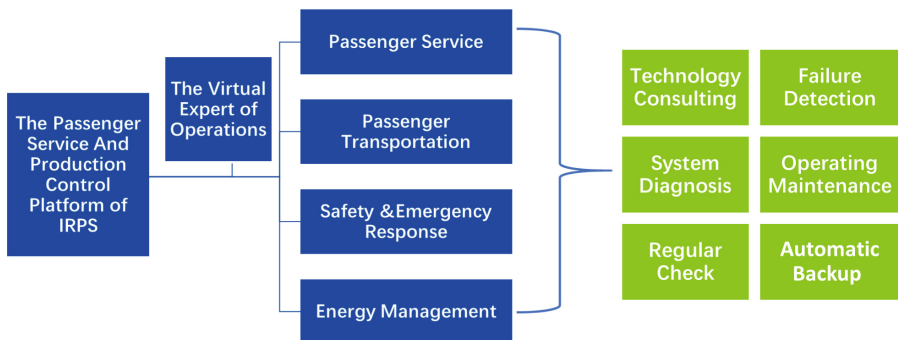 The Passenger
Service And
Production
Control
Platform of
IRPS
The Virtual
Expert of
Operations
Passenger Service
Passenger
Transportation
Safety &Emergency
Response
Energy Management
Technology
Consulting
Failure
Detection
System
Diagnosis
Operating
Maintenance
Regular
Check
Automatic
Backup